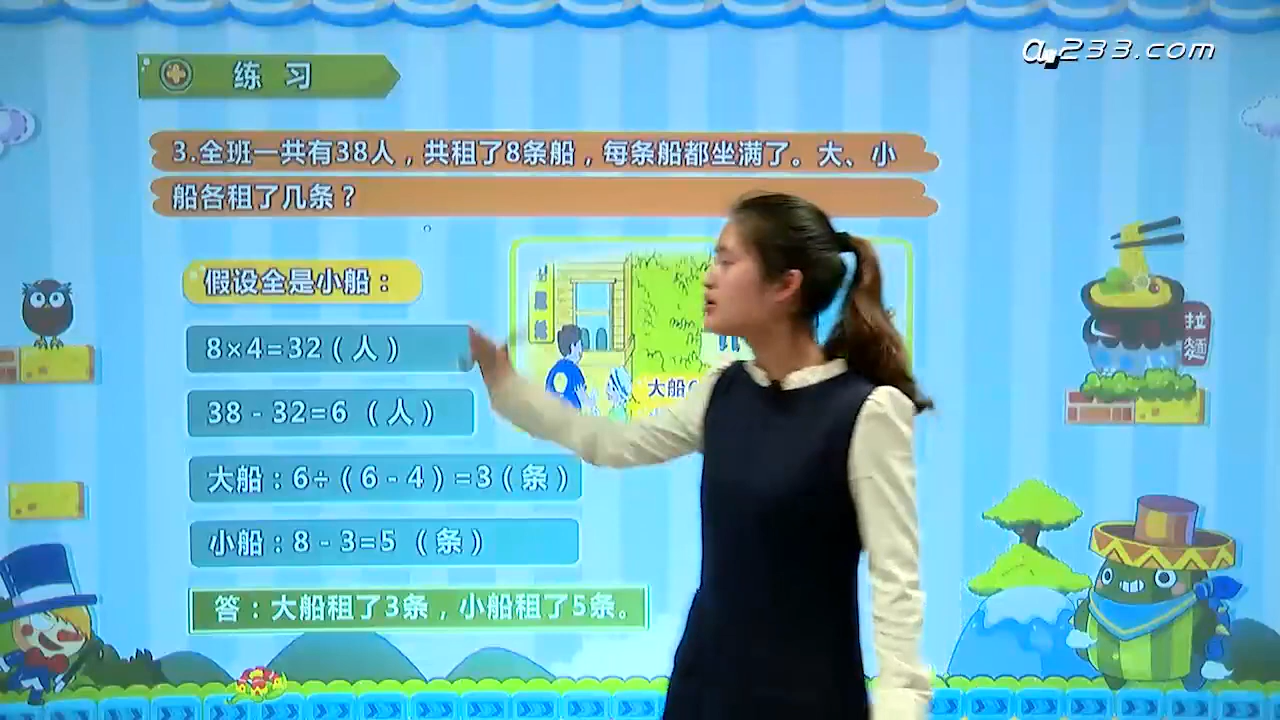 a.233.com
练 习
3.全班一共有38人，共租了8条船，每条船都坐满了。大、小
船各租了几条？
假设全是小船：
8×4=32（人）
38－32=6 （人）
大船：6÷（6－4）=3（条）
小船：8－3=5 （条）
答：大船租了3条，小船租了5条。
大船
拉
麵